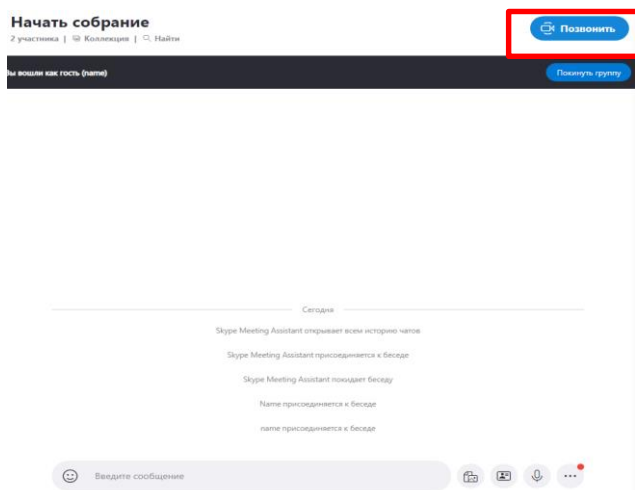 Начать собрание
2 участника | Коллекция | Найти
Позвонить
Вы вошли как гость (name)
Покинуть группу
Сегодня
Skype Meeting Assistant открывает всем историю чатов
Skype Meeting Assistant присоединяется к беседе
Skype Meeting Assistant покидает беседу
Name присоединяется к беседе
name присоединяется к беседе
Введите сообщение